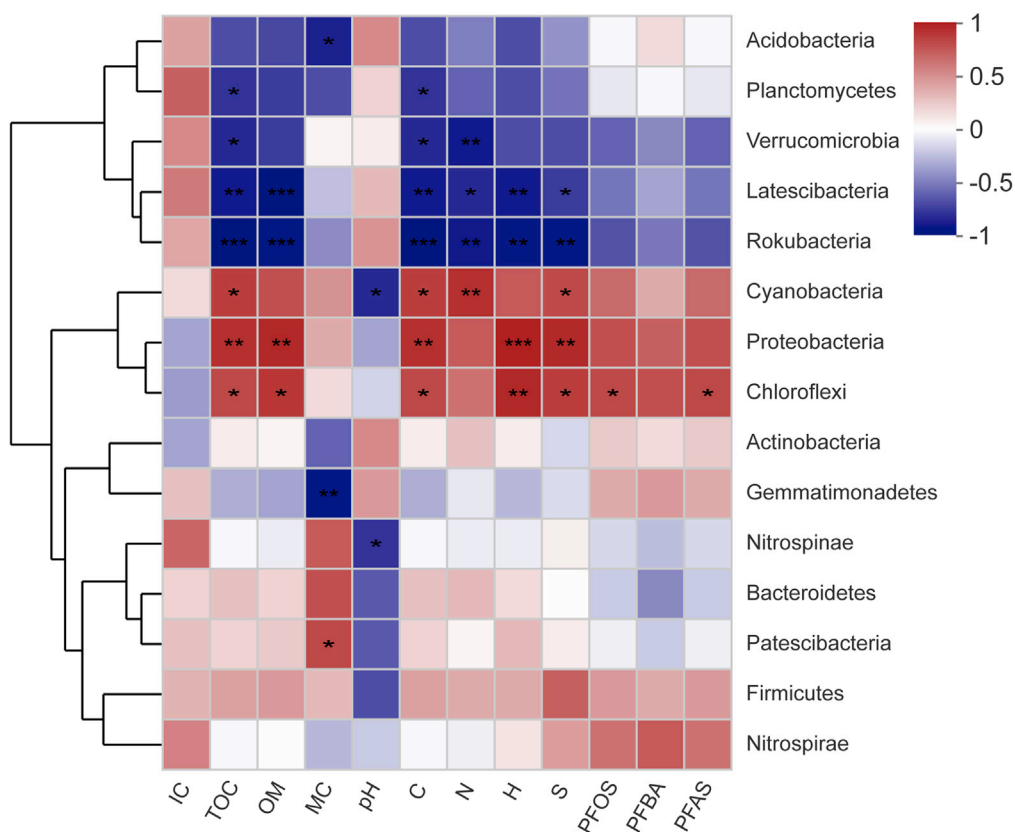 Acidobacteria
*
Planctomycetes
* *
Verrucomicrobia
* * **
Latescibacteria
** *** ** * ** *
Rokubacteria
*** *** *** ** ** **
Cyanobacteria
* * * ** *
Proteobacteria
** ** ** *** **
Chloroflexi
* * * ** * * *
Actinobacteria
Gemmatimonadetes
**
Nitrospinae
*
Bacteroidetes
Patescibacteria
*
Firmicutes
Nitrospirae
IC TOC OM MC pH C N H S PFOS PFBA PFAS
1
0.5
0
-0.5
-1